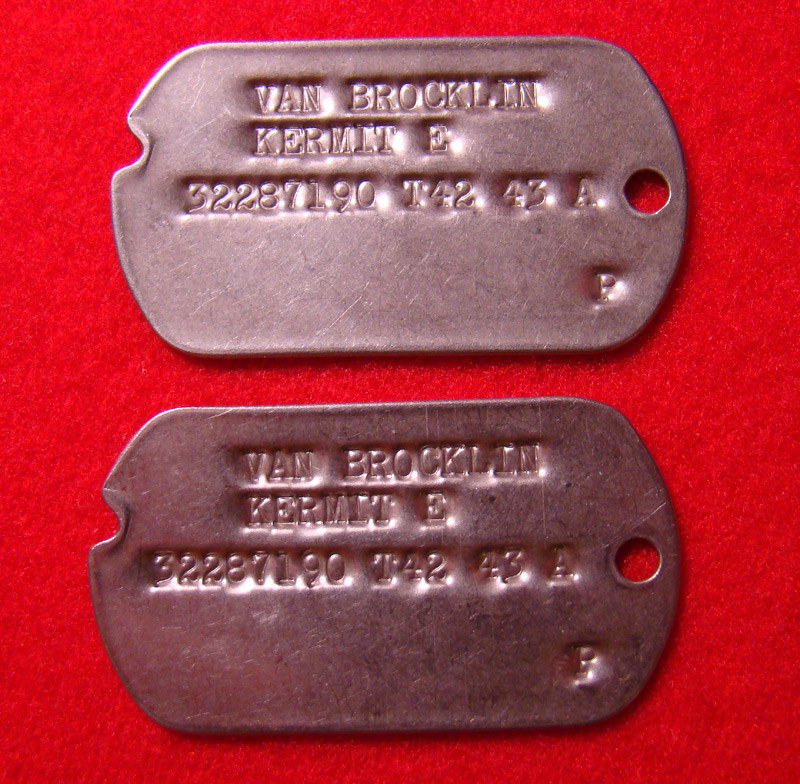 VAN BROCKLIN
KERMIT E
32287190 T42 43 A
P
VAN BROCKLIN
KERMIT E
32287190 T42 43 A
P